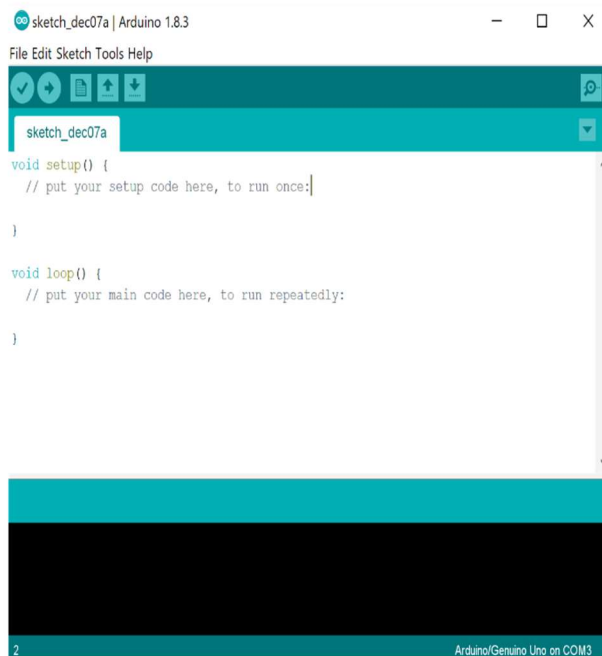 sketch_dec07a | Arduino 1.8.3
File Edit Sketch Tools Help
sketch_dec07a
void setup() {
  // put your setup code here, to run once:
}
void loop() {
  // put your main code here, to run repeatedly:
}
2
Arduino/Genuino Uno on COM3